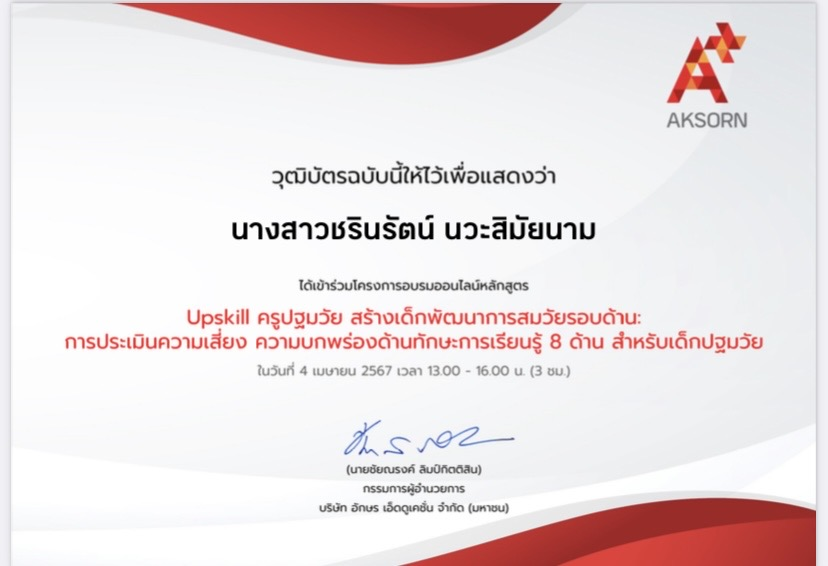 AKSORN
วุฒิบัตรฉบับนี้ให้ไว้เพื่อแสดงว่า
นางสาวชรินรัตน์ นวะสิมัยนาม
ได้เข้าร่วมโครงการอบรมออนไลน์หลักสูตร
Upskill ครูปฐมวัย สร้างเด็กพัฒนาการสมวัยรอบด้าน:
การประเมินความเสี่ยง ความบกพร่องด้านทักษะการเรียนรู้ 8 ด้าน สำหรับเด็กปฐมวัย
ในวันที่ 4 เมษายน 2567 เวลา 13.00 - 16.00 น. (3 ชม.)
(นายชัยณรงค์ ลิมป์กิตติสิน)
กรรมการผู้อำนวยการ
บริษัท อักษร เอ็ดดูเคชั่น จำกัด (มหาชน)